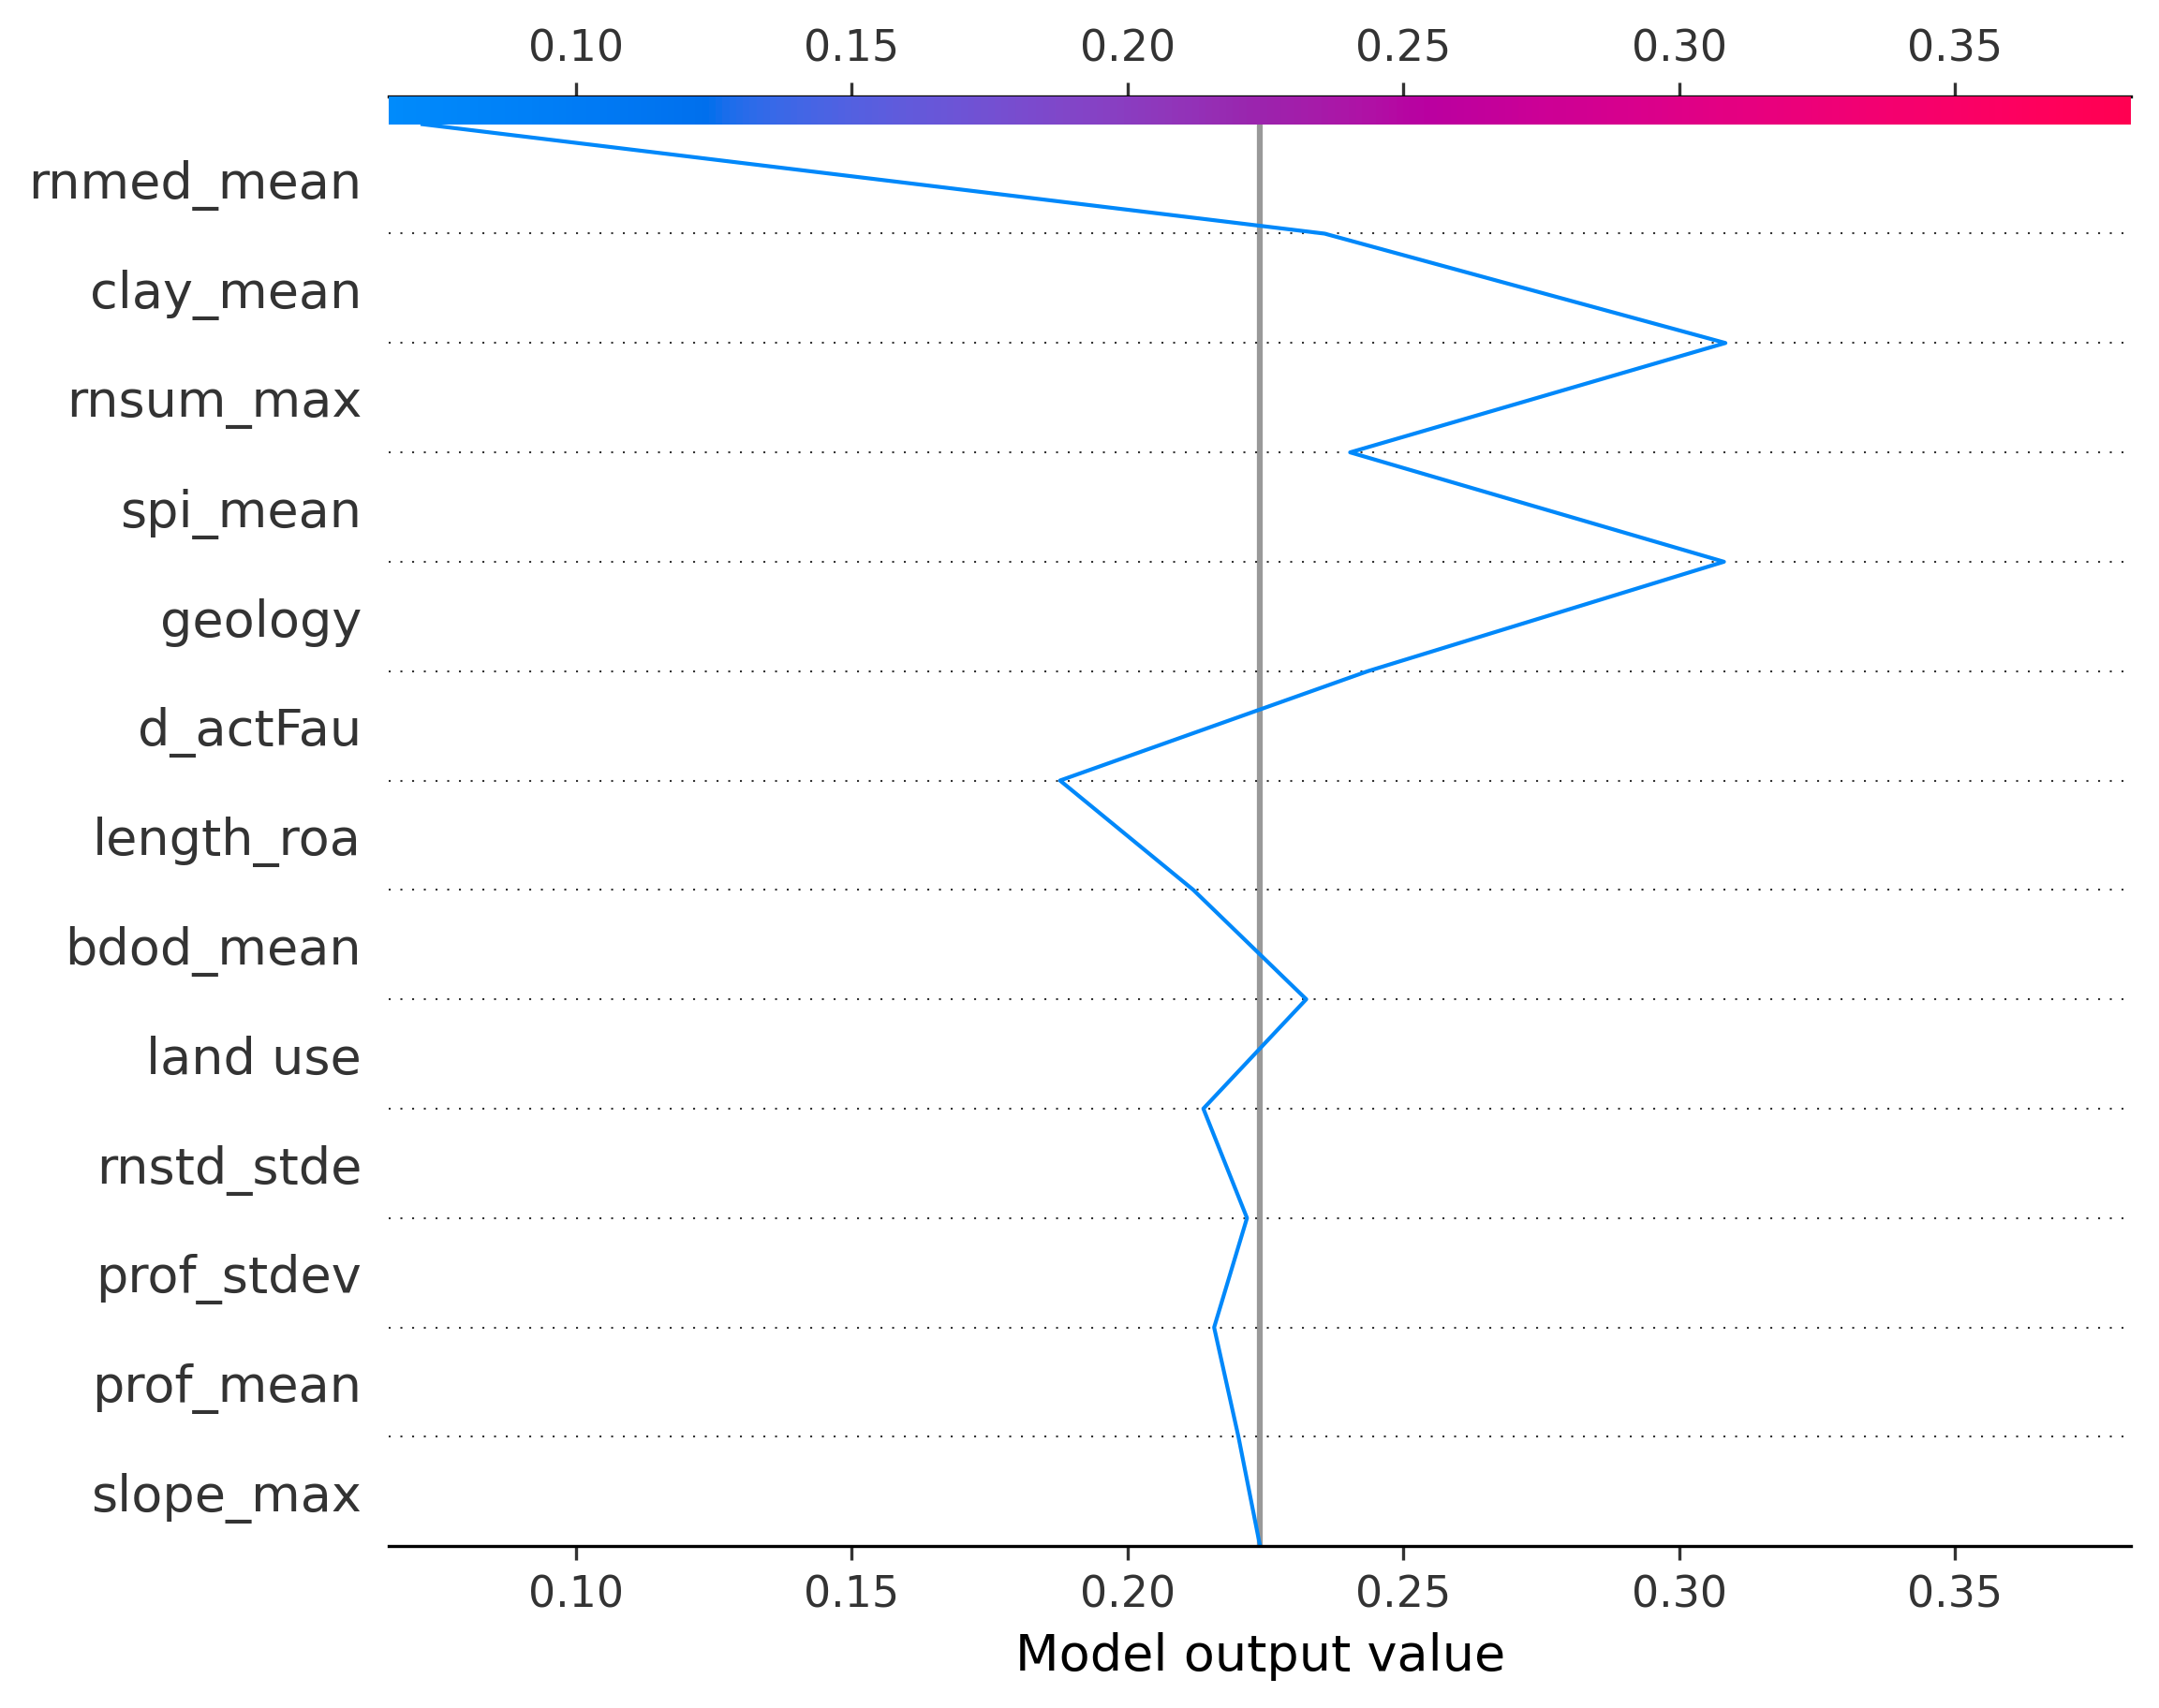 0.10 0.15 0.20 0.25 0.30 0.35
rnmed_mean
clay_mean
rnsum_max
spi_mean
geology
d_actFau
length_roa
bdod_mean
land use
rnstd_stde
prof_stdev
prof_mean
slope_max
0.10 0.15 0.20 0.25 0.30 0.35
Model output value